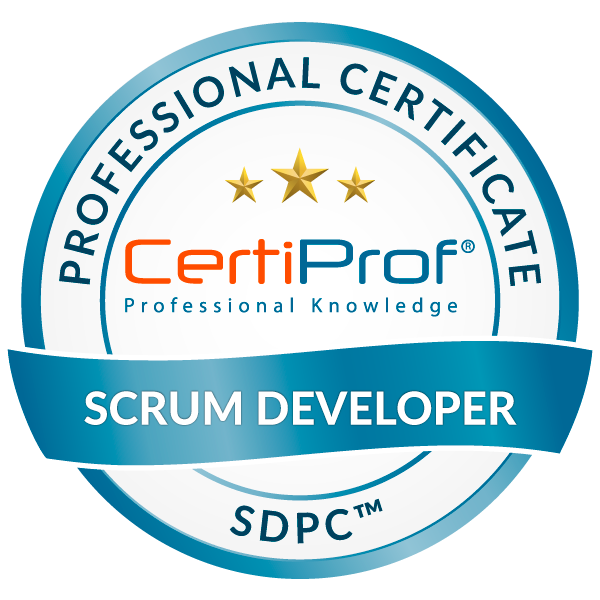 PROFESSIONAL CERTIFICATE
CertiProf®
Professional Knowledge
SCRUM DEVELOPER
SDPC™